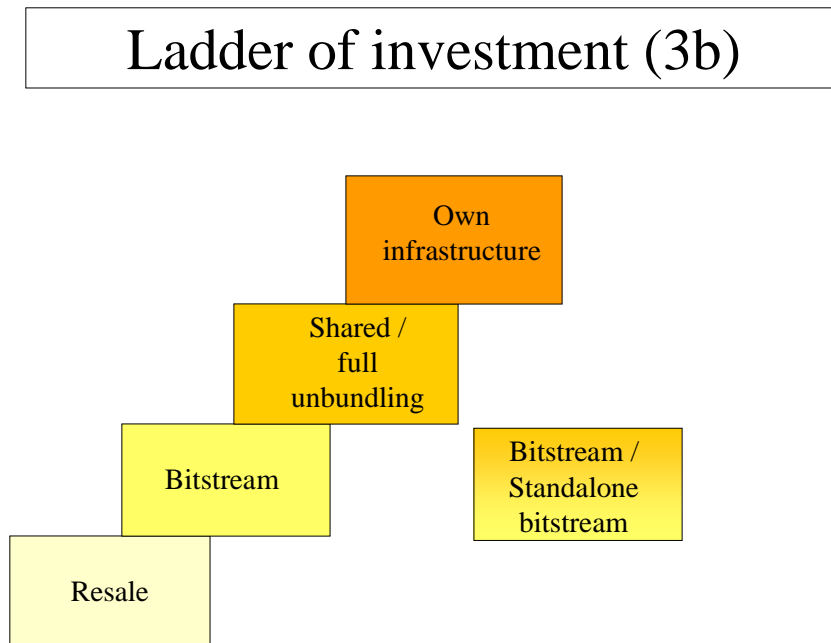 Ladder of investment (3b)
Own
infrastructure
Shared /
full
unbundling
Bitstream
Bitstream /
Standalone
bitstream
Resale